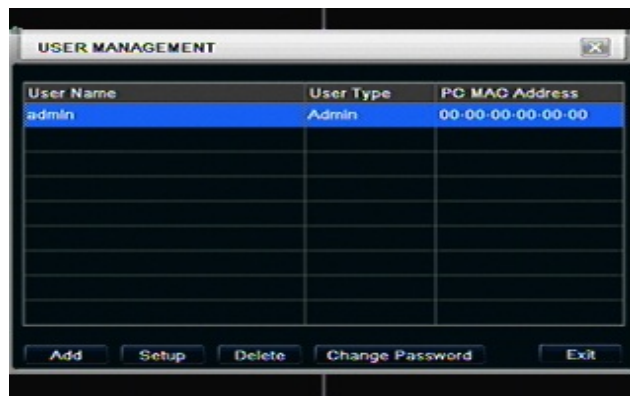 USER MANAGEMENT
User Name User Type PC MAC Address
admin Admin 00-00-00-00-00-00
Add Setup Delete Change Password Exit